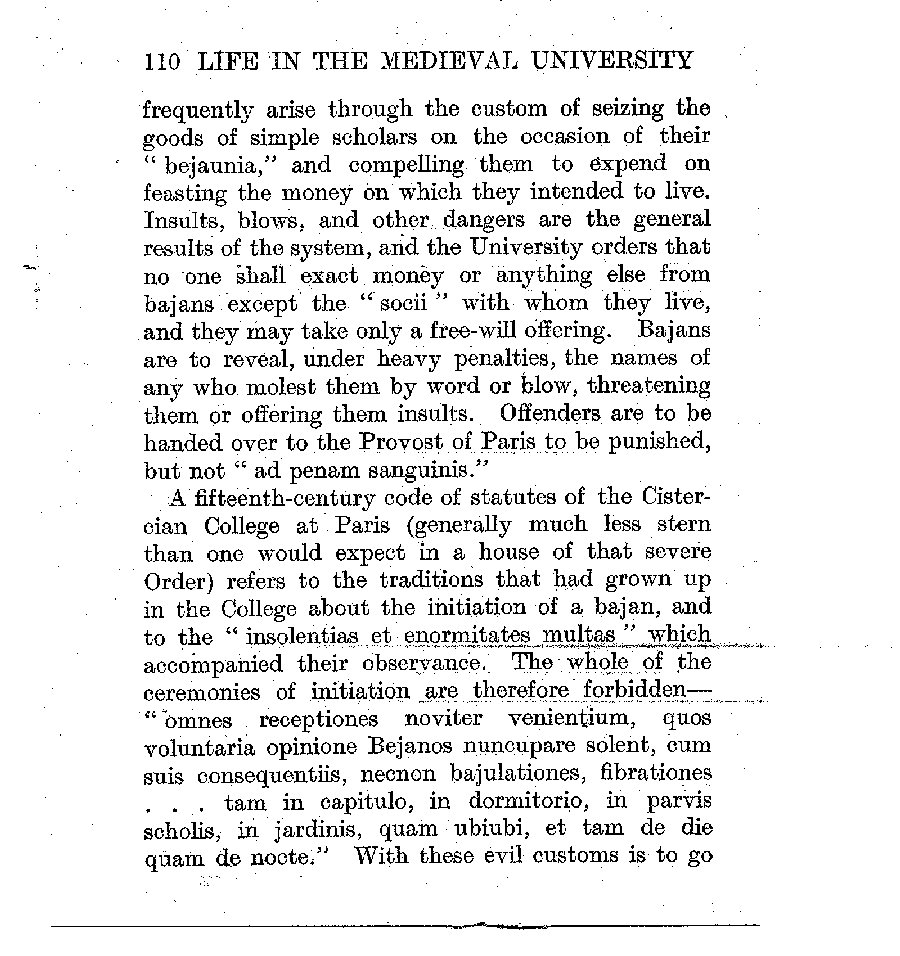 110 LIFE IN THE MEDIEVAL UNIVERSITY
frequently arise through the custom of seizing the
goods of simple scholars on the occasion of their
“ bejaunia,” and compelling them to expend on
feasting the money on which they intended to live.
Insults, blows, and other dangers are the general
results of the system, and the University orders that
no one shall exact money or anything else from
bajans except the “ socii ” with whom they live,
and they may take only a free-will offering. Bajans
are to reveal, under heavy penalties, the names of
any who molest them by word or blow, threatening
them or offering them insults. Offenders are to be
handed over to the Provost of Paris to be punished,
but not “ ad penam sanguinis.”
A fifteenth-century code of statutes of the Cister-
cian College at Paris (generally much less stern
than one would expect in a house of that severe
Order) refers to the traditions that had grown up
in the College about the initiation of a bajan, and
to the “ insolentias et enormitates multas ” which
accompanied their observance. The whole of the
ceremonies of initiation are therefore forbidden—
“ omnes receptiones noviter venientium, quos
voluntaria opinione Bejanos nuncupare solent, cum
suis consequentiis, necnon bajulationes, fibrationes
. . . tam in capitulo, in dormitorio, in parvis
scholis, in jardinis, quam ubiubi, et tam de die
quam de nocte.” With these evil customs is to go